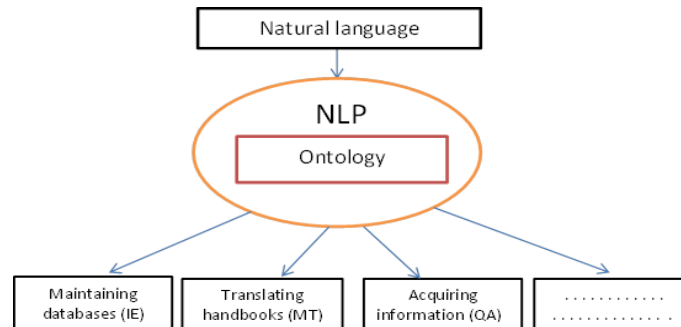 Natural language
NLP
Ontology
Maintaining
databases (IE)
Translating
handbooks (MT)
Acquiring
information (QA)
. . . . . . . . . . . .
. . . . . . . . . . . . . .